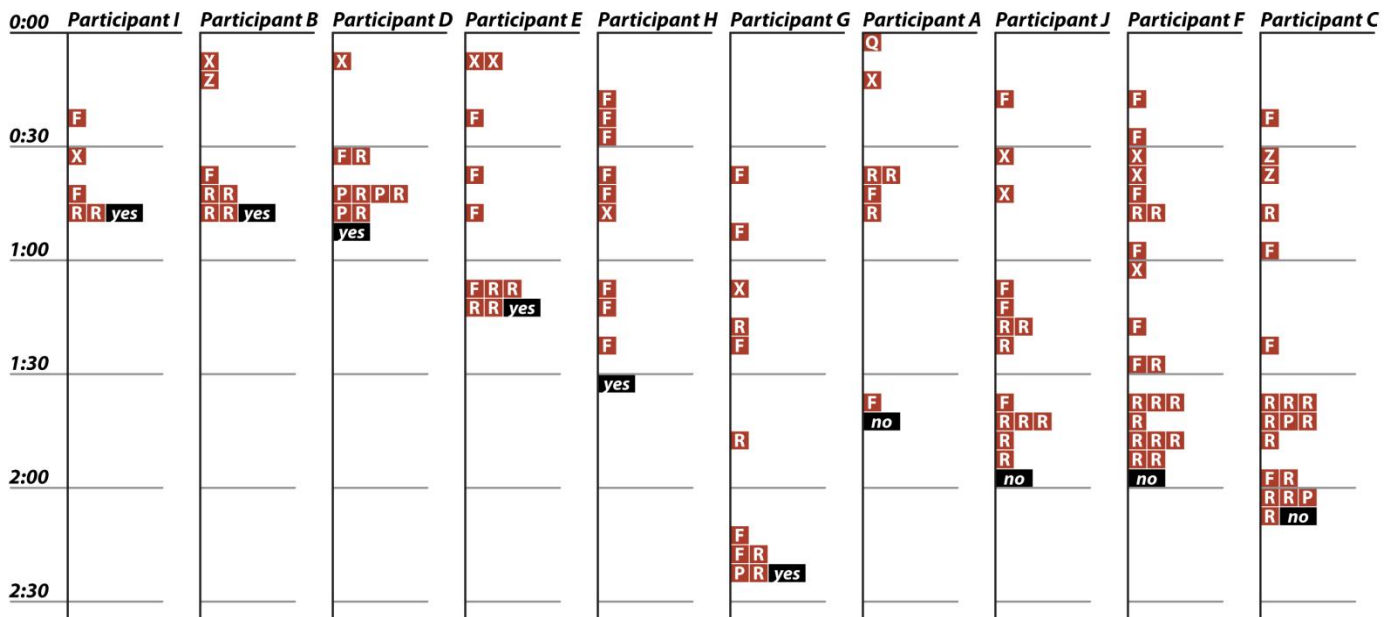 0:00
0:30
1:00
1:30
2:00
2:30
Participant I
F
X
F
R R yes
Participant B
X
Z
F
R R
R R yes
Participant D
X
F R
P R P R
P R
yes
Participant E
X X
F
F
F
F R R
R R yes
Participant H
F
F
F
F
F
X
F
F
F
yes
Participant G
F
F
X
R
F
R
F
F R
P R yes
Participant A
Q
X
R R
F
R
F
no
Participant J
F
X
X
F
F
R R
R
F
R R R
R
R
no
Participant F
F
F
X
X
F
R R
F
X
F
F R
R R R
R
R R R
R R
no
Participant C
F
Z
Z
R
F
F
R R R
R P R
R
F R
R R P
R no